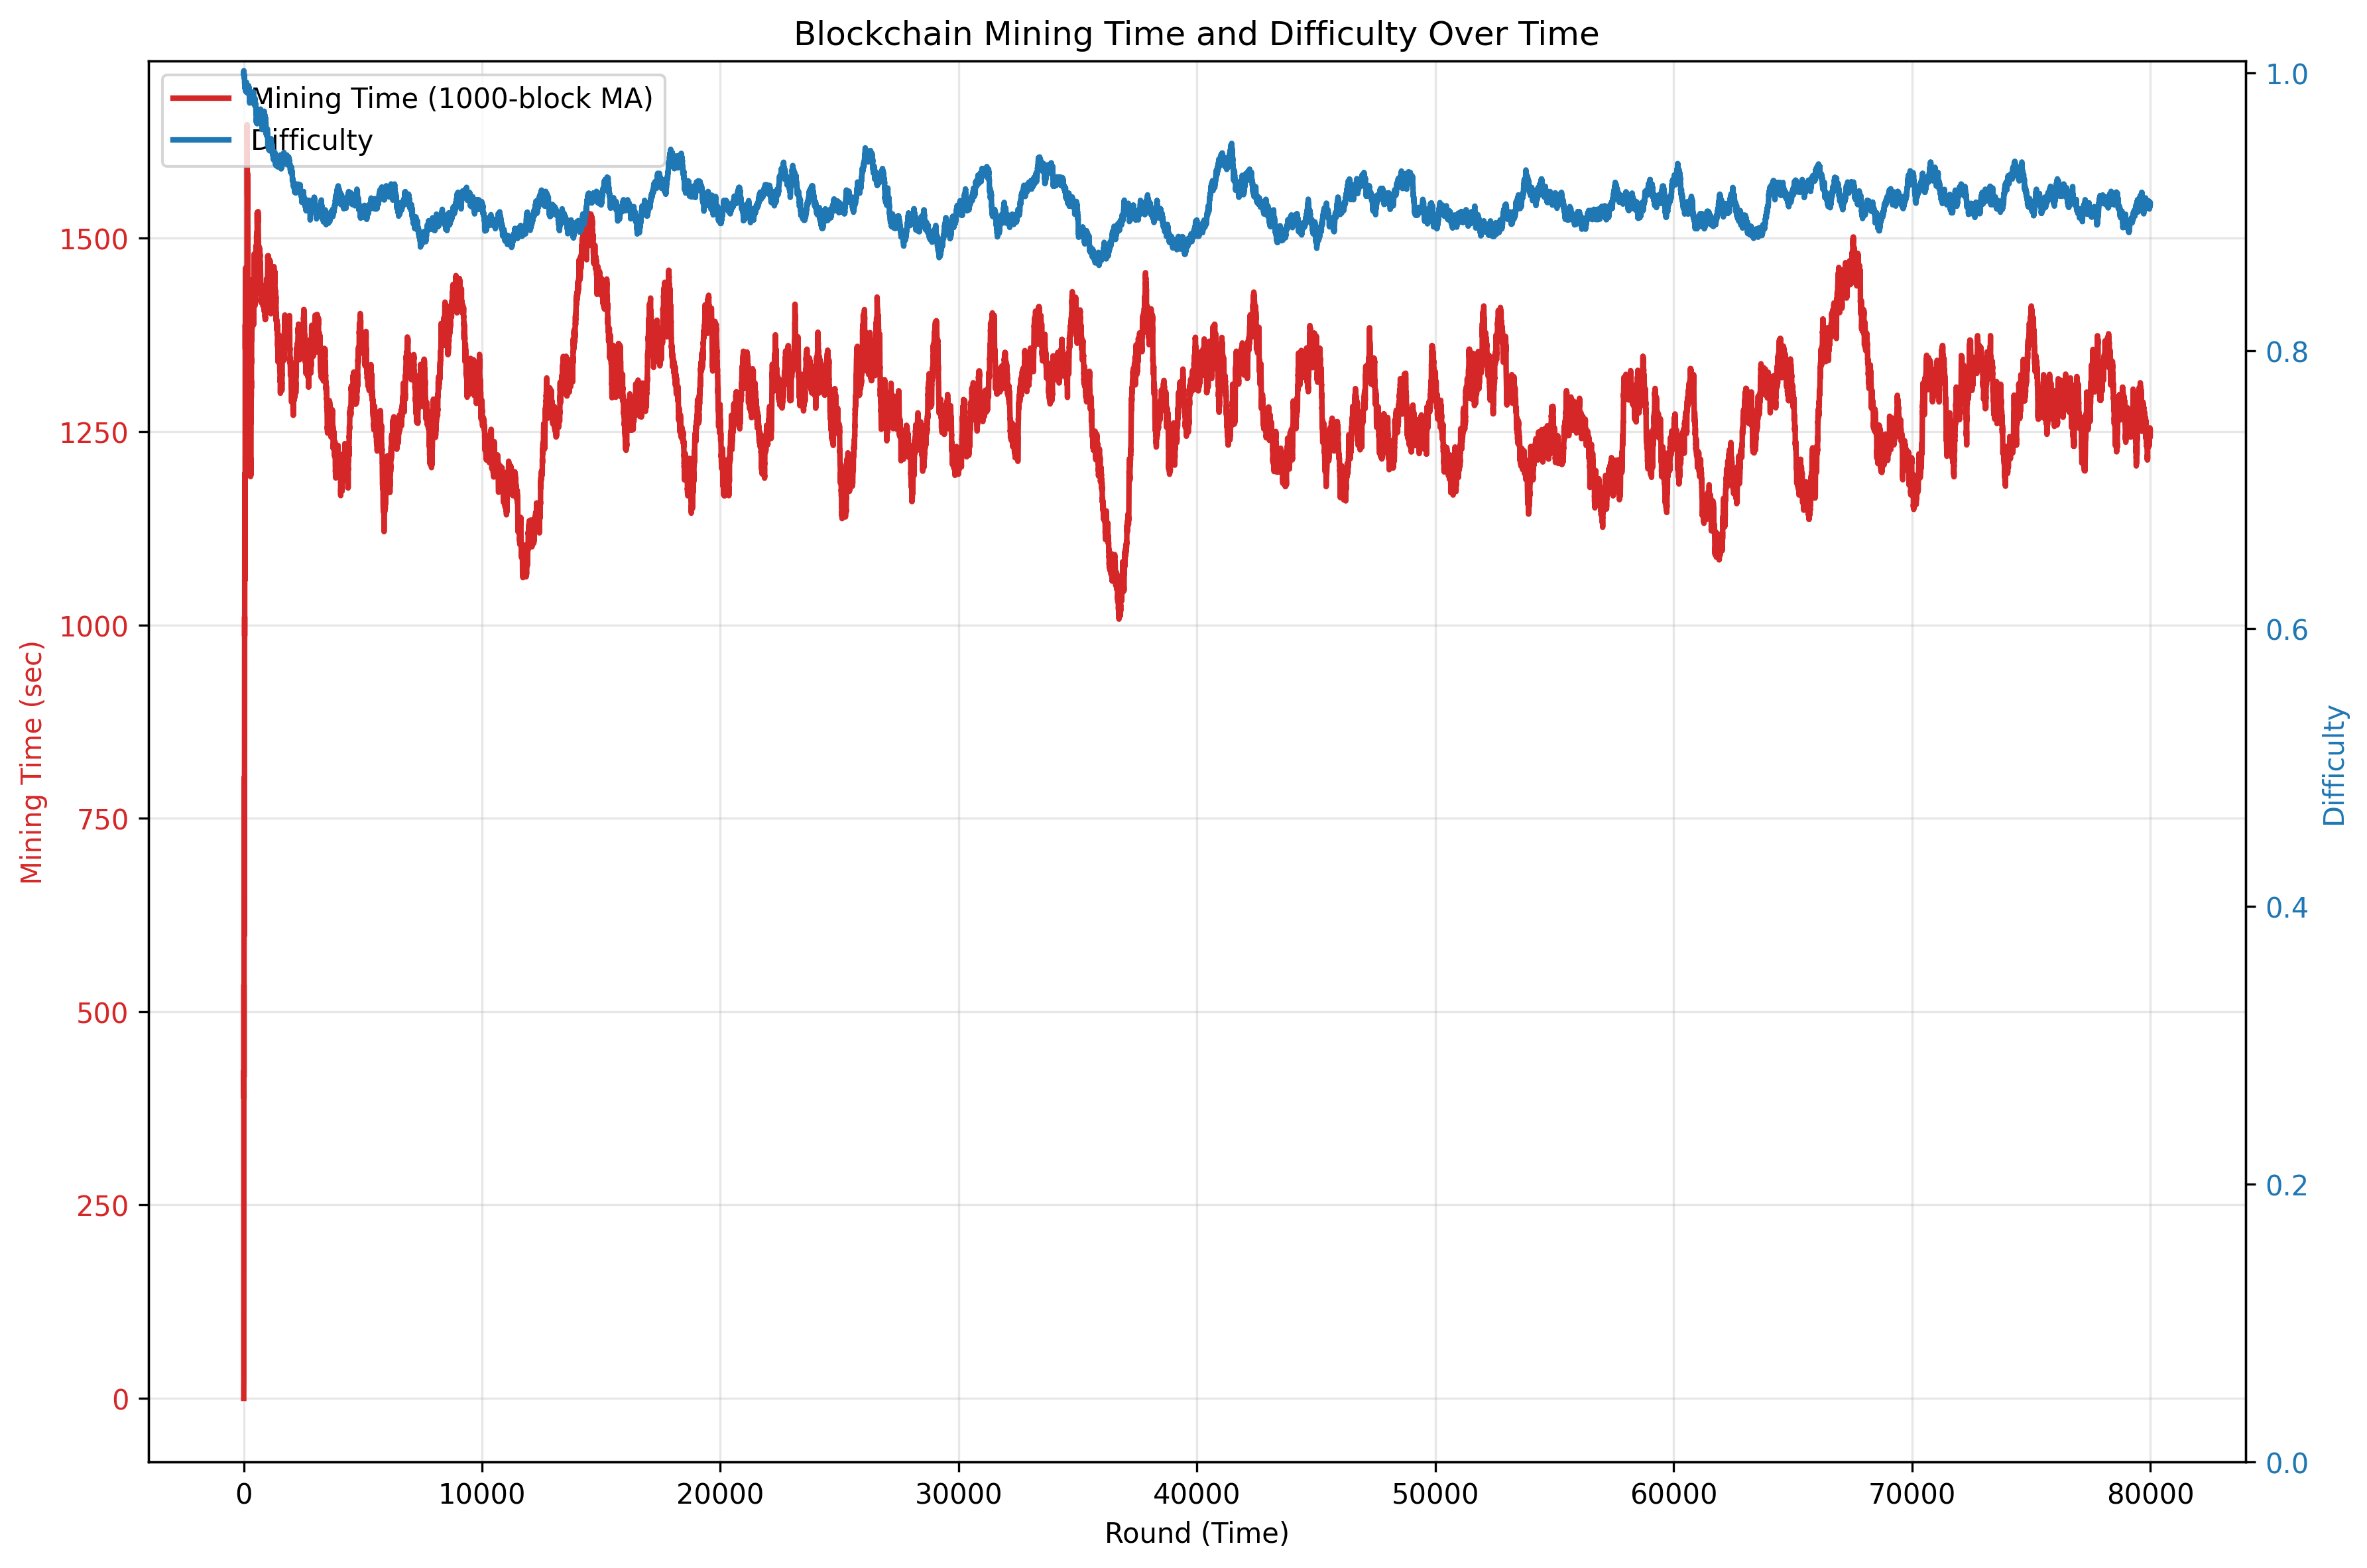 Blockchain Mining Time and Difficulty Over Time
Mining Time (1000-block MA)
Difficulty
Mining Time (sec)
1500
1250
1000
750
500
250
0
1.0
0.8
0.6
0.4
0.2
0.0
Difficulty
0 10000 20000 30000 40000 50000 60000 70000 80000
Round (Time)